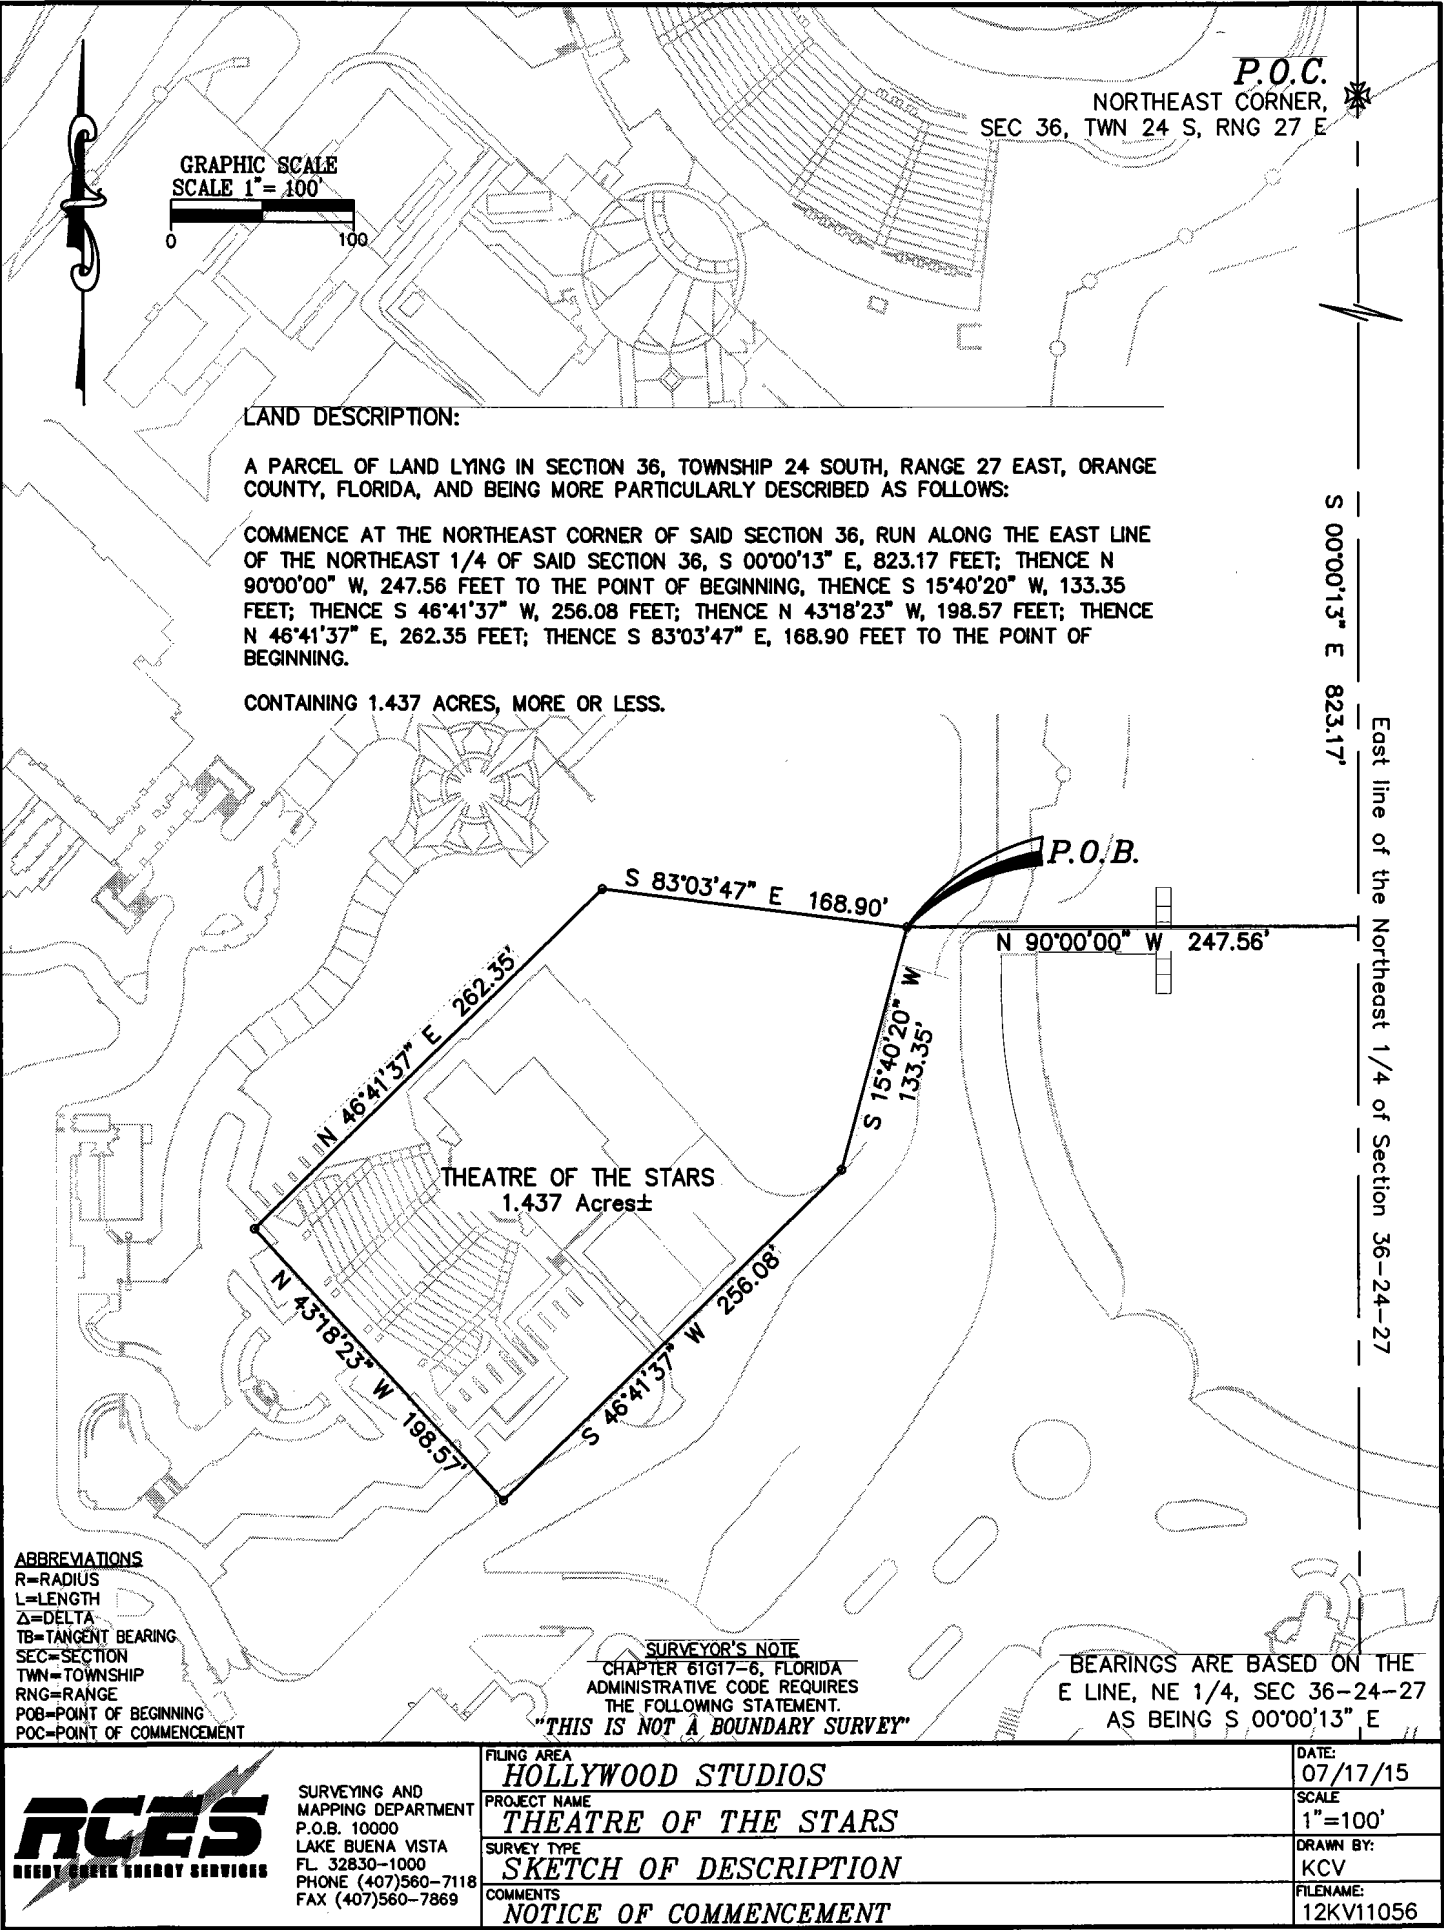 P.O.C.
NORTHEAST CORNER,
SEC 36, TWN 24 S, RNG 27 E
GRAPHIC SCALE
SCALE 1"= 100'
0 100
LAND DESCRIPTION:
A PARCEL OF LAND LYING IN SECTION 36, TOWNSHIP 24 SOUTH, RANGE 27 EAST, ORANGE
COUNTY, FLORIDA, AND BEING MORE PARTICULARLY DESCRIBED AS FOLLOWS:
COMMENCE AT THE NORTHEAST CORNER OF SAID SECTION 36, RUN ALONG THE EAST LINE
OF THE NORTHEAST 1/4 OF SAID SECTION 36, S 00°00'13" E, 823.17 FEET; THENCE N
90°00'00" W, 247.56 FEET TO THE POINT OF BEGINNING, THENCE S 15°40'20" W, 133.35
FEET; THENCE S 46°41'37" W, 256.08 FEET; THENCE N 43°18'23" W, 198.57 FEET; THENCE
N 46°41'37" E, 262.35 FEET; THENCE S 83°03'47" E, 168.90 FEET TO THE POINT OF
BEGINNING.
CONTAINING 1.437 ACRES, MORE OR LESS.
S 00°00'13" E 823.17'
East line of the Northeast 1/4 of Section 36-24-27
P.O.B.
S 83°03'47" E 168.90'
N 90°00'00" W 247.56'
N 46°41'37" E 262.35'
S 15°40'20" W
133.35'
THEATRE OF THE STARS
1.437 Acres±
S 46°41'37" W 256.08'
N 43°18'23" W 198.57'
ABBREVIATIONS
R=RADIUS
L=LENGTH
Δ=DELTA
TB=TANGENT BEARING
SEC=SECTION
TWN=TOWNSHIP
RNG=RANGE
POB=POINT OF BEGINNING
POC=POINT OF COMMENCEMENT
SURVEYOR'S NOTE
CHAPTER 61G17-6, FLORIDA
ADMINISTRATIVE CODE REQUIRES
THE FOLLOWING STATEMENT.
"THIS IS NOT A BOUNDARY SURVEY"
BEARINGS ARE BASED ON THE
E LINE, NE 1/4, SEC 36-24-27
AS BEING S 00°00'13" E
RCES
REEDY CREEK ENERGY SERVICES
SURVEYING AND
MAPPING DEPARTMENT
P.O.B. 10000
LAKE BUENA VISTA
FL. 32830-1000
PHONE (407)560-7118
FAX (407)560-7869
FILING AREA
HOLLYWOOD STUDIOS
PROJECT NAME
THEATRE OF THE STARS
SURVEY TYPE
SKETCH OF DESCRIPTION
COMMENTS
NOTICE OF COMMENCEMENT
DATE:
07/17/15
SCALE
1"=100'
DRAWN BY:
KCV
FILENAME:
12KV11056